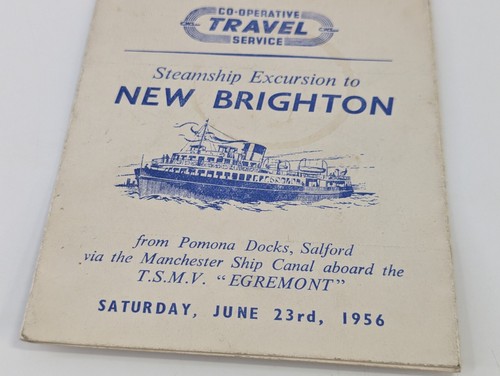 CO-OPERATIVE
TRAVEL
SERVICE
Steamship Excursion to
NEW BRIGHTON
from Pomona Docks, Salford
via the Manchester Ship Canal aboard the
T.S.M.V. "EGREMONT"
SATURDAY, JUNE 23rd, 1956